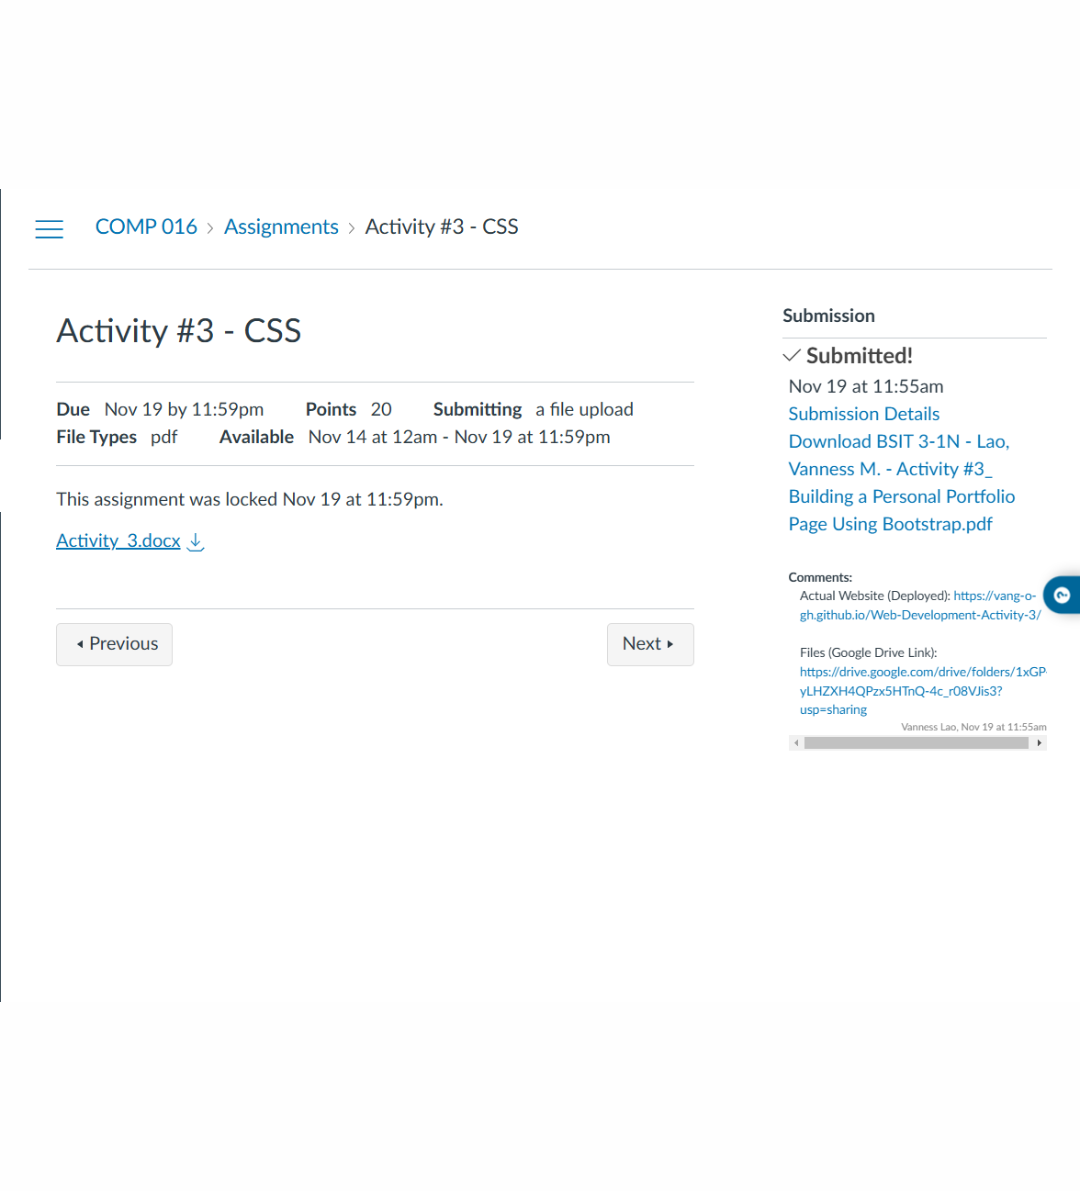 COMP 016 › Assignments › Activity #3 - CSS
Activity #3 - CSS
Due Nov 19 by 11:59pm Points 20 Submitting a file upload
File Types pdf Available Nov 14 at 12am - Nov 19 at 11:59pm
This assignment was locked Nov 19 at 11:59pm.
Activity_3.docx
Previous
Next
Submission
Submitted!
Nov 19 at 11:55am
Submission Details
Download BSIT 3-1N - Lao,
Vanness M. - Activity #3_
Building a Personal Portfolio
Page Using Bootstrap.pdf
Comments:
Actual Website (Deployed): https://vang-o-
gh.github.io/Web-Development-Activity-3/
Files (Google Drive Link):
https://drive.google.com/drive/folders/1xGP-
yLHZXH4QPzx5HTnQ-4c_r08VJis3?
usp=sharing
Vanness Lao, Nov 19 at 11:55am